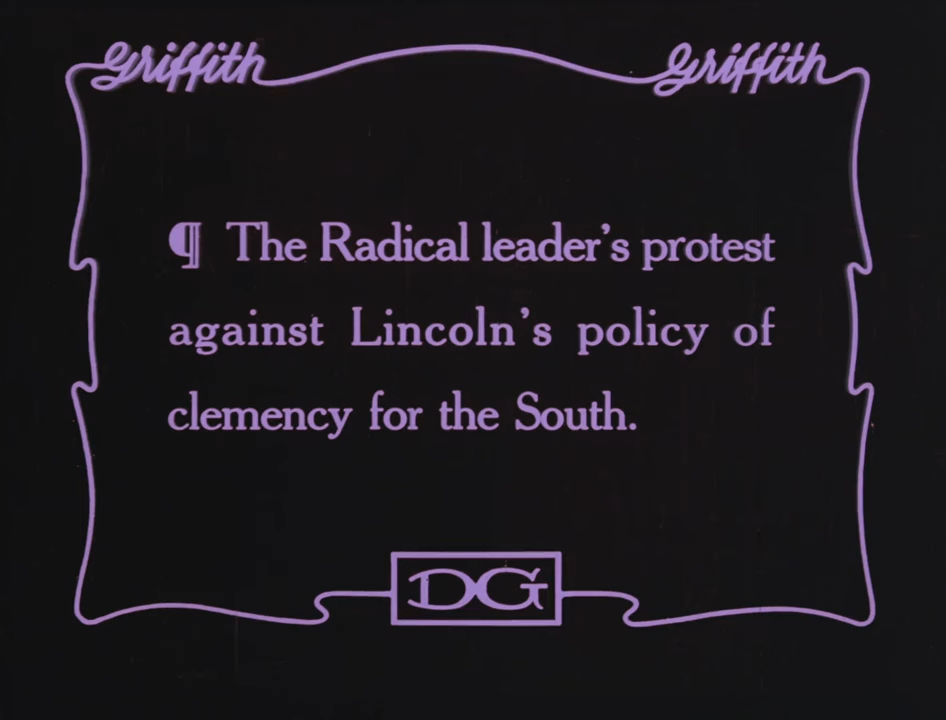 Griffith Griffith
¶ The Radical leader's protest
against Lincoln's policy of
clemency for the South.
DG